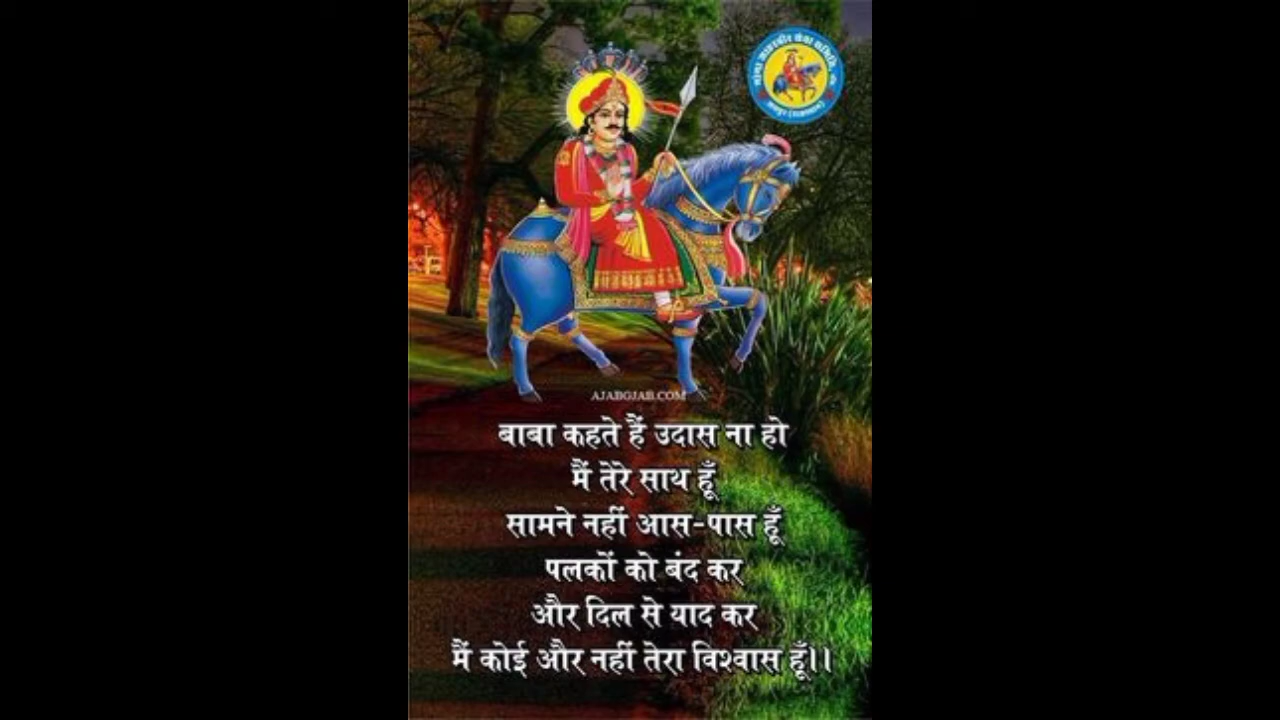 AJABGJAB.COM
बाबा कहते हैं उदास ना हो
मैं तेरे साथ हूँ
सामने नहीं आस-पास हूँ
पलकों को बंद कर
और दिल से याद कर
मैं कोई और नहीं तेरा विश्वास हूँ।।